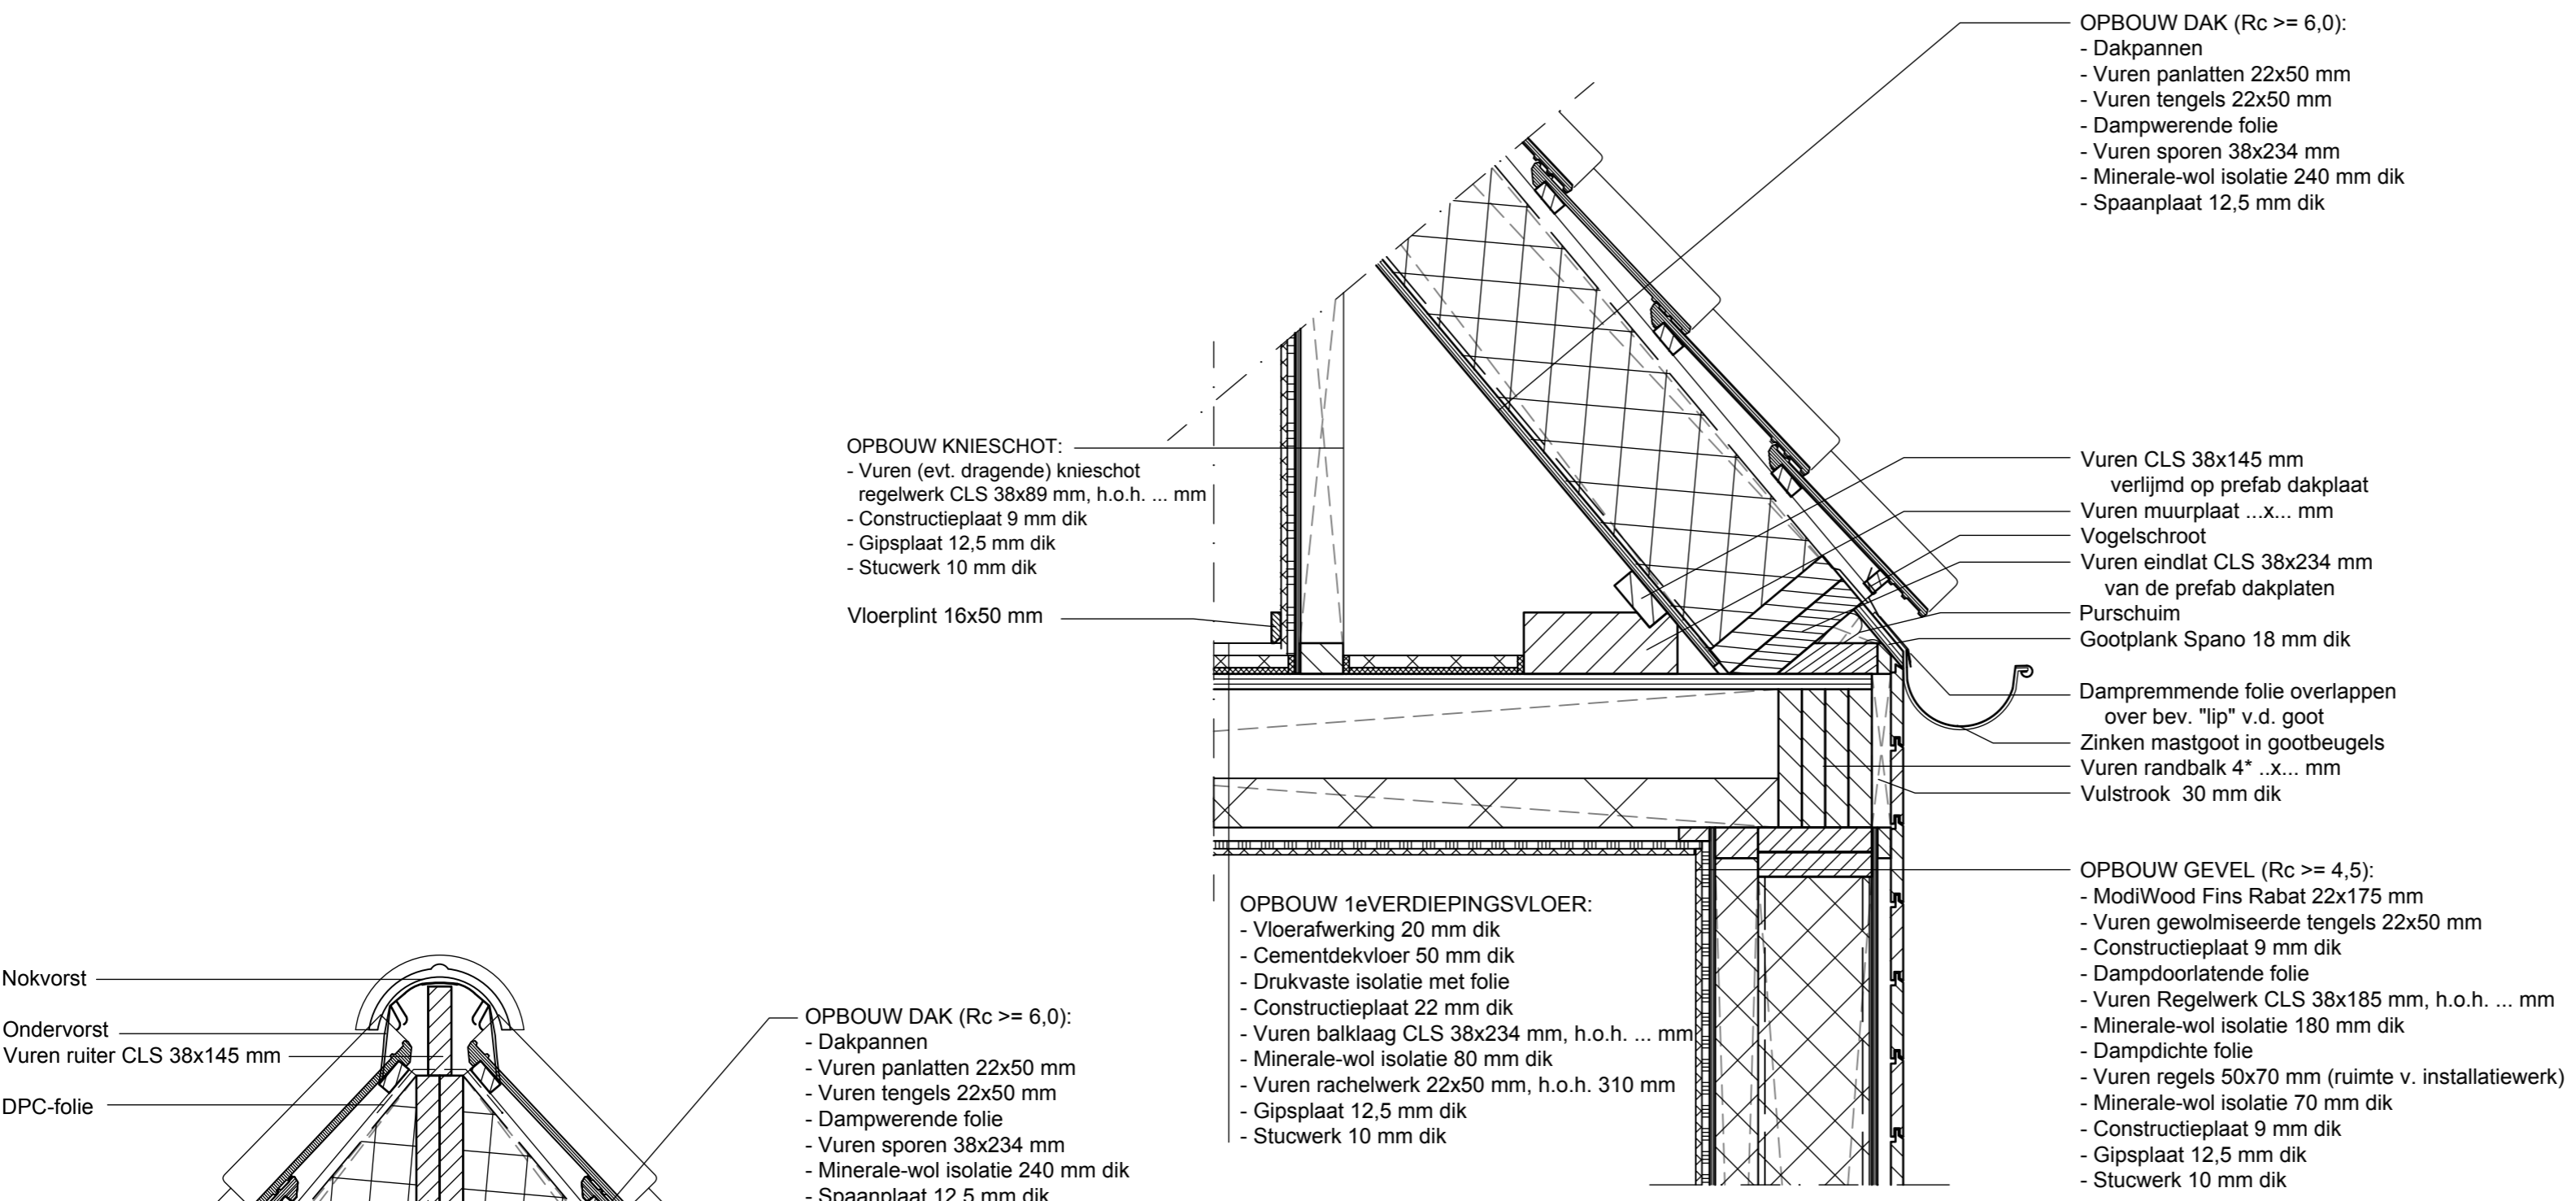 OPBOUW DAK (Rc >= 6,0):
- Dakpannen
- Vuren panlatten 22x50 mm
- Vuren tengels 22x50 mm
- Dampwerende folie
- Vuren sporen 38x234 mm
- Minerale-wol isolatie 240 mm dik
- Spaanplaat 12,5 mm dik
OPBOUW KNIESCHOT:
- Vuren (evt. dragende) knieschot
regelwerk CLS 38x89 mm, h.o.h. ... mm
- Constructieplaat 9 mm dik
- Gipsplaat 12,5 mm dik
- Stucwerk 10 mm dik
Vloerplint 16x50 mm
Vuren CLS 38x145 mm
verlijmd op prefab dakplaat
Vuren muurplaat ...x... mm
Vogelschroot
Vuren eindlat CLS 38x234 mm
van de prefab dakplaten
Purschuim
Gootplank Spano 18 mm dik
Dampremmende folie overlappen
over bev. "lip" v.d. goot
Zinken mastgoot in gootbeugels
Vuren randbalk 4* ..x... mm
Vulstrook 30 mm dik
OPBOUW GEVEL (Rc >= 4,5):
- ModiWood Fins Rabat 22x175 mm
- Vuren gewolmiseerde tengels 22x50 mm
- Constructieplaat 9 mm dik
- Dampdoorlatende folie
- Vuren Regelwerk CLS 38x185 mm, h.o.h. ... mm
- Minerale-wol isolatie 180 mm dik
- Dampdichte folie
- Vuren regels 50x70 mm (ruimte v. installatiewerk)
- Minerale-wol isolatie 70 mm dik
- Constructieplaat 9 mm dik
- Gipsplaat 12,5 mm dik
- Stucwerk 10 mm dik
OPBOUW 1eVERDIEPINGSVLOER:
- Vloerafwerking 20 mm dik
- Cementdekvloer 50 mm dik
- Drukvaste isolatie met folie
- Constructieplaat 22 mm dik
- Vuren balklaag CLS 38x234 mm, h.o.h. ... mm
- Minerale-wol isolatie 80 mm dik
- Vuren rachelwerk 22x50 mm, h.o.h. 310 mm
- Gipsplaat 12,5 mm dik
- Stucwerk 10 mm dik
Nokvorst
Ondervorst
Vuren ruiter CLS 38x145 mm
DPC-folie
OPBOUW DAK (Rc >= 6,0):
- Dakpannen
- Vuren panlatten 22x50 mm
- Vuren tengels 22x50 mm
- Dampwerende folie
- Vuren sporen 38x234 mm
- Minerale-wol isolatie 240 mm dik
- Spaanplaat 12,5 mm dik